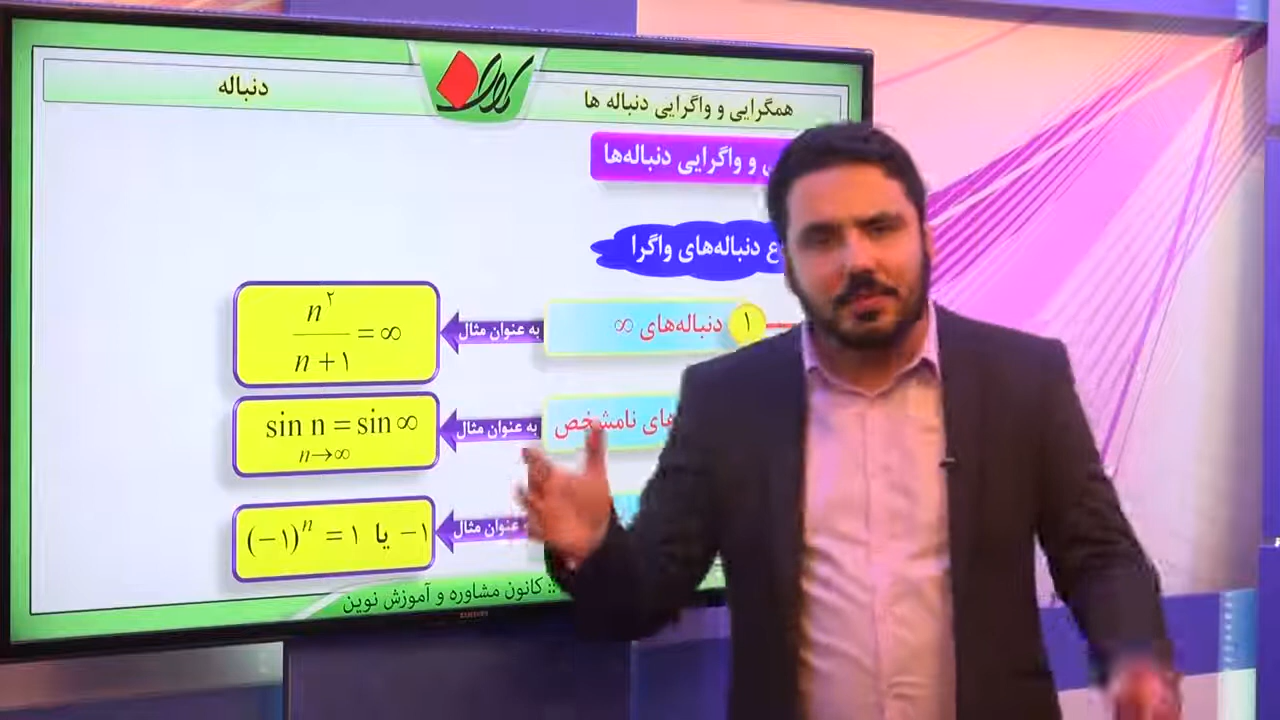 همگرایی و واگرایی دنباله ها
دنباله
و واگرایی دنباله‌ها
دنباله‌های واگرا
۱ دنباله‌های ∞
به عنوان مثال
n^۲ / (n + ۱) = ∞
های نامشخص
به عنوان مثال
sin n = sin ∞
n→∞
عنوان مثال
(−۱)^n = ۱ یا −۱
:: کانون مشاوره و آموزش نوین
SAMSUNG